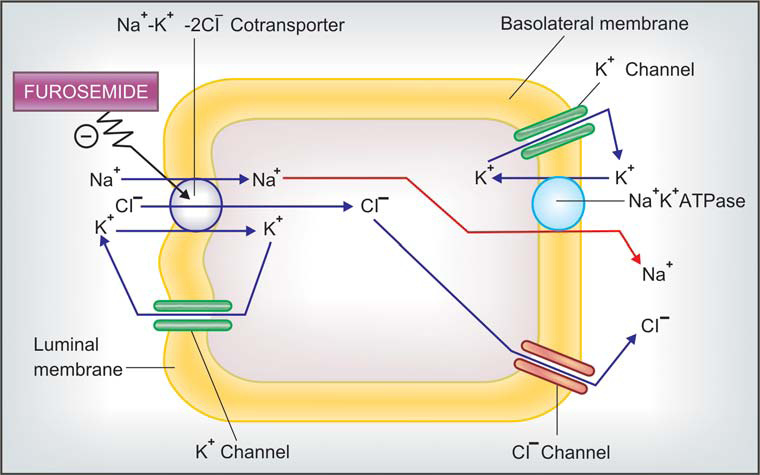 Na⁺-K⁺ -2Cl⁻ Cotransporter
Basolateral membrane
K⁺ Channel
FUROSEMIDE
⊖
Na⁺
Na⁺
K⁺
K⁺
Cl⁻
Cl⁻
Na⁺K⁺ATPase
K⁺
K⁺
Na⁺
Cl⁻
Luminal
membrane
K⁺ Channel
Cl⁻ Channel